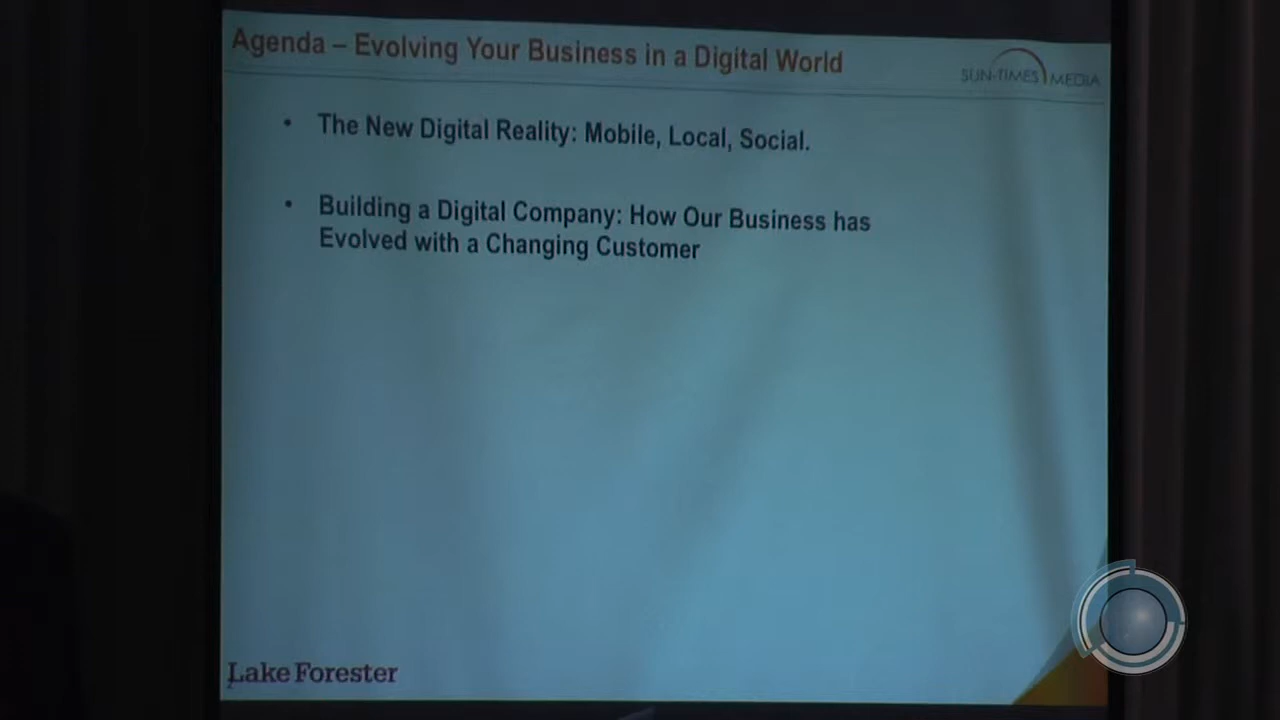 Agenda – Evolving Your Business in a Digital World
SUN-TIMES MEDIA
• The New Digital Reality: Mobile, Local, Social.
• Building a Digital Company: How Our Business has
Evolved with a Changing Customer
Lake Forester